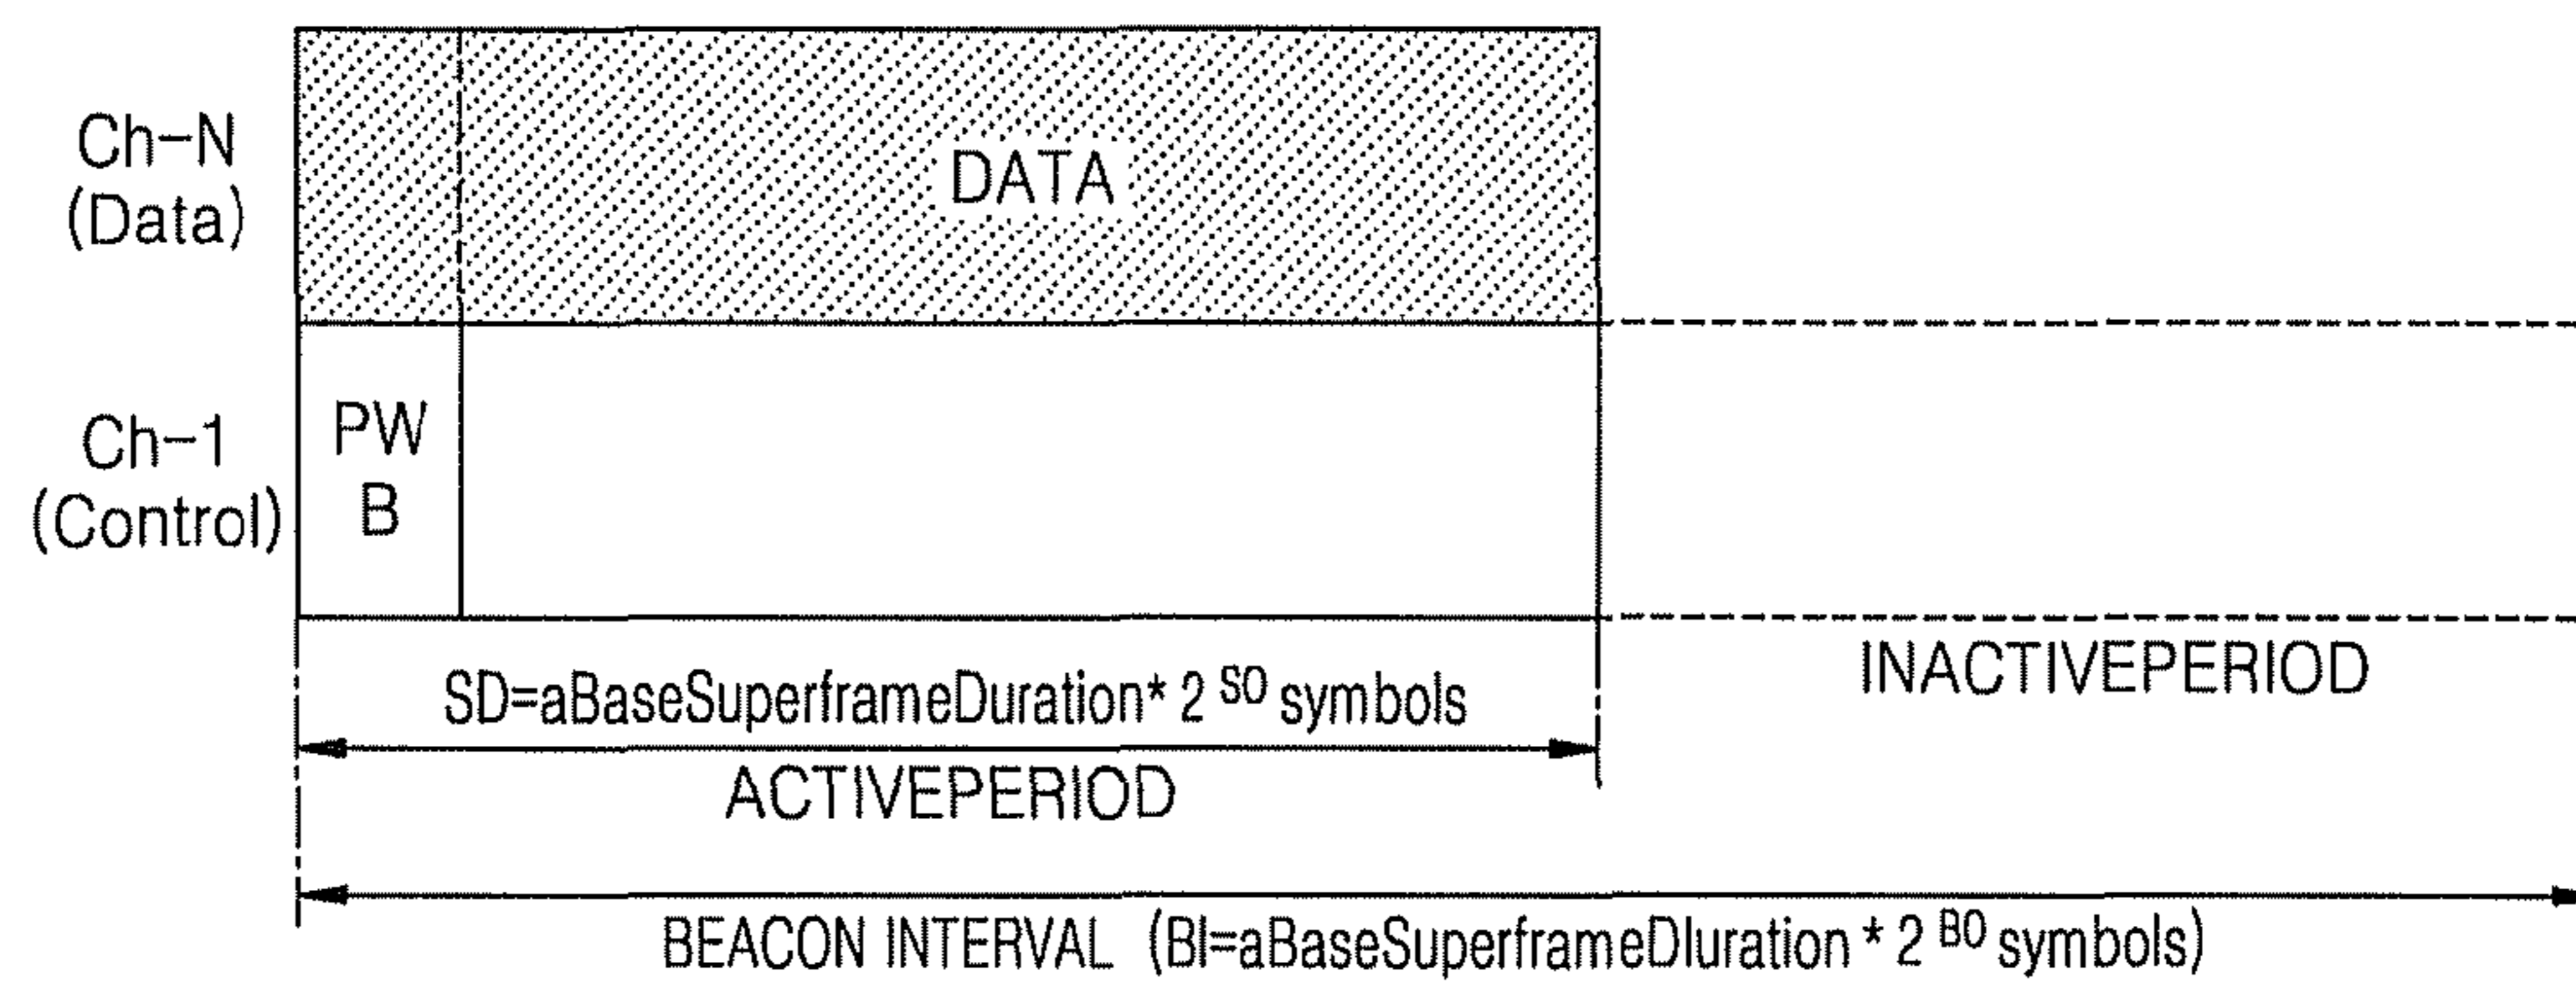 Ch-N
(Data)
DATA
Ch-1
(Control)
PW
B
SD=aBaseSuperframeDuration* 2 SO symbols
INACTIVEPERIOD
ACTIVEPERIOD
BEACON INTERVAL (BI=aBaseSuperframeDIuration * 2 BO symbols)